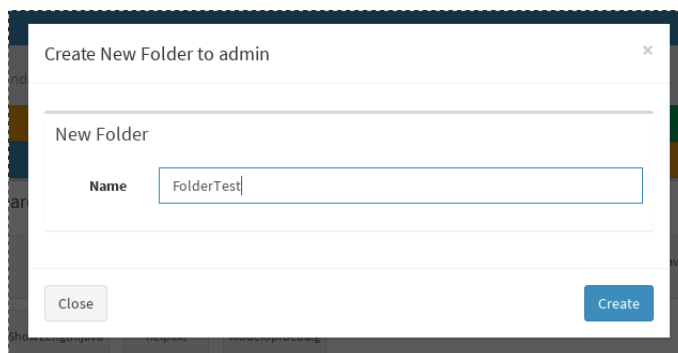 Create New Folder to admin
×
New Folder
Name
FolderTest
Close
Create